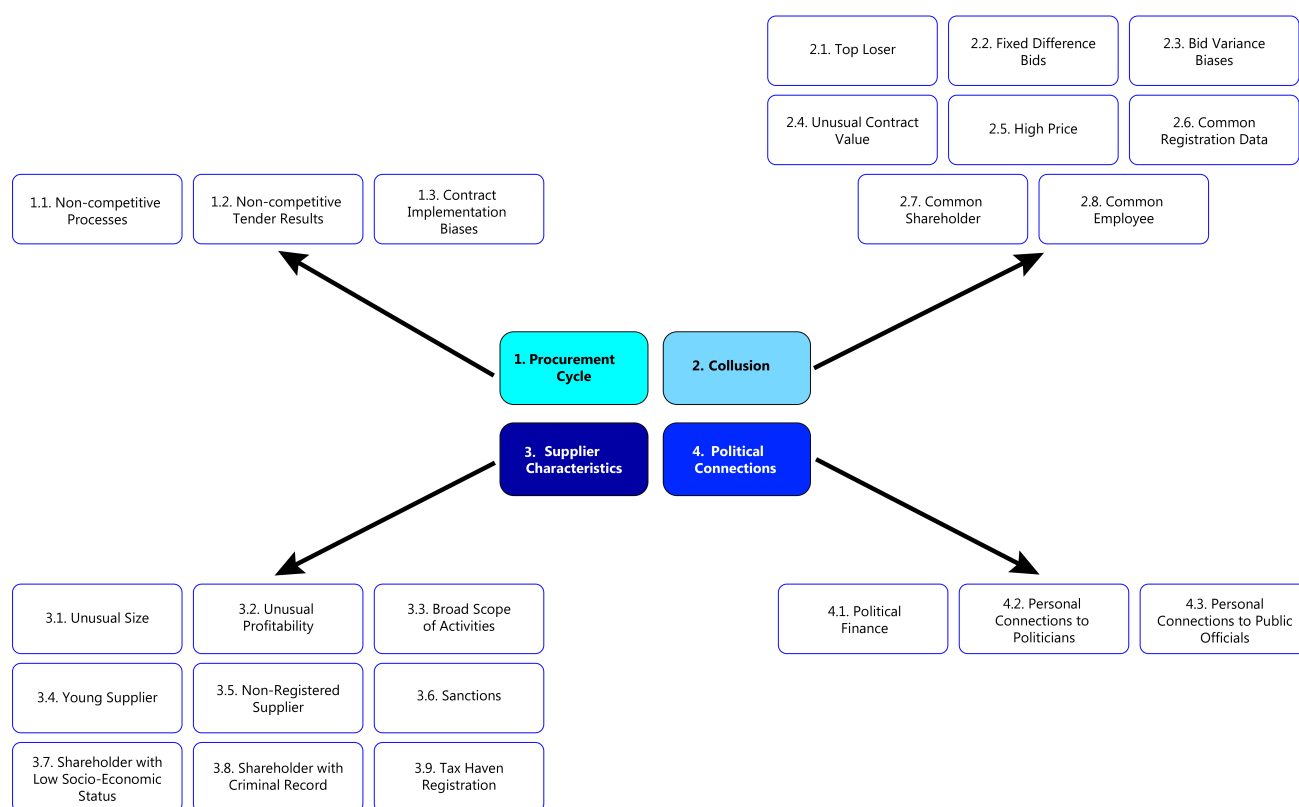 2.1. Top Loser
2.2. Fixed Difference
Bids
2.3. Bid Variance
Biases
2.4. Unusual Contract
Value
2.5. High Price
2.6. Common
Registration Data
1.1. Non-competitive
Processes
1.2. Non-competitive
Tender Results
1.3. Contract
Implementation
Biases
2.7. Common
Shareholder
2.8. Common
Employee
1. Procurement
Cycle
2. Collusion
3. Supplier
Characteristics
4. Political
Connections
3.1. Unusual Size
3.2. Unusual
Profitability
3.3. Broad Scope
of Activities
4.1. Political
Finance
4.2. Personal
Connections to
Politicians
4.3. Personal
Connections to Public
Officials
3.4. Young Supplier
3.5. Non-Registered
Supplier
3.6. Sanctions
3.7. Shareholder with
Low Socio-Economic
Status
3.8. Shareholder with
Criminal Record
3.9. Tax Haven
Registration